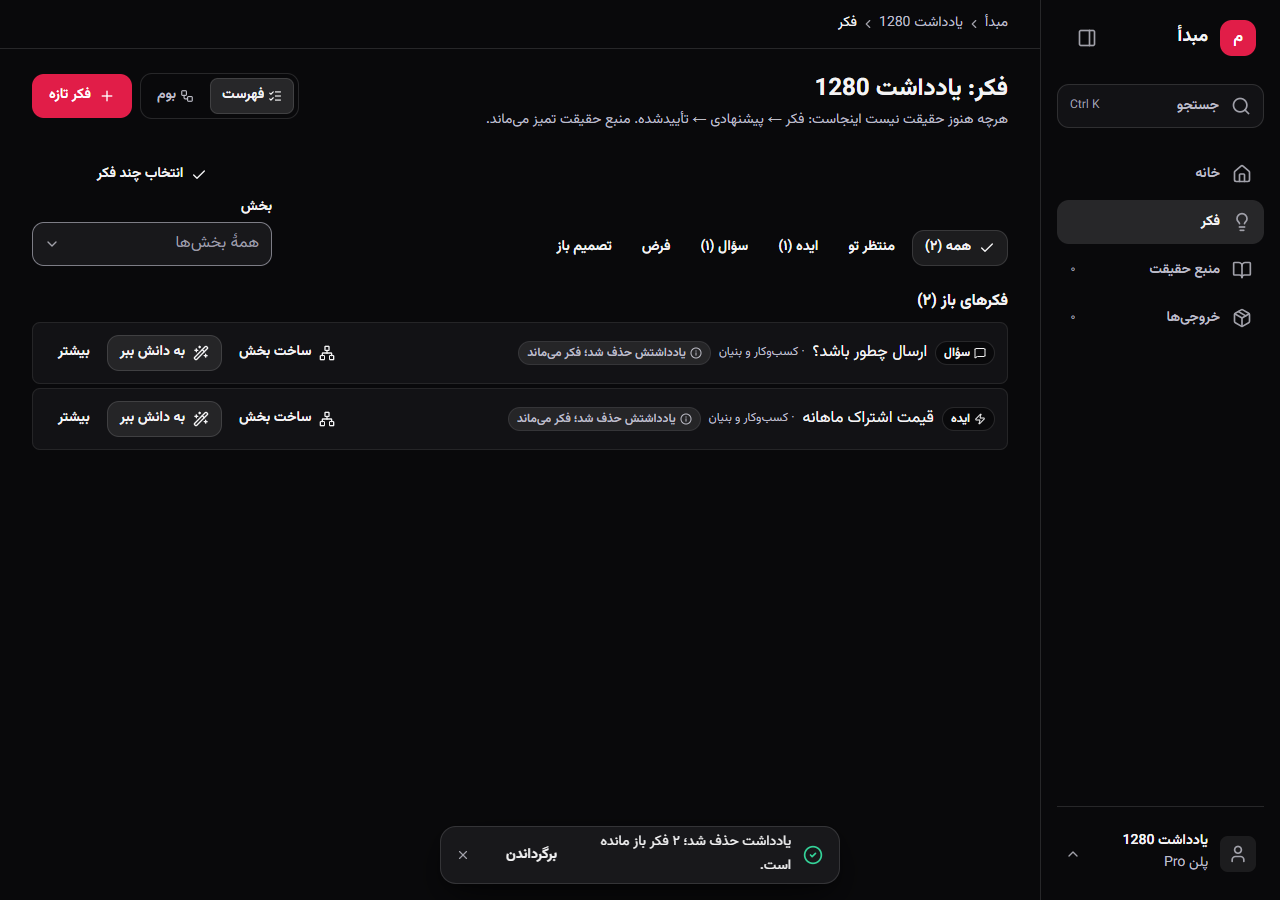 مبدأ
جستجو
Ctrl K
خانه
فکر
منبع حقیقت
خروجی‌ها
یادداشت 1280
پلن Pro
مبدأ › یادداشت 1280 › فکر
فکر: یادداشت 1280
هرچه هنوز حقیقت نیست اینجاست: فکر ← پیشنهادی ← تأییدشده. منبع حقیقت تمیز می‌ماند.
فهرست
بوم
+ فکر تازه
انتخاب چند فکر
بخش
همهٔ بخش‌ها
همه (۲)
منتظر تو
ایده (۱)
سؤال (۱)
فرض
تصمیم باز
فکرهای باز (۲)
سؤال ارسال چطور باشد؟ · کسب‌وکار و بنیان یادداشتش حذف شد؛ فکر می‌ماند ساخت بخش به دانش ببر بیشتر
ایده قیمت اشتراک ماهانه · کسب‌وکار و بنیان یادداشتش حذف شد؛ فکر می‌ماند ساخت بخش به دانش ببر بیشتر
یادداشت حذف شد؛ ۲ فکر باز مانده
است.
برگرداندن
م